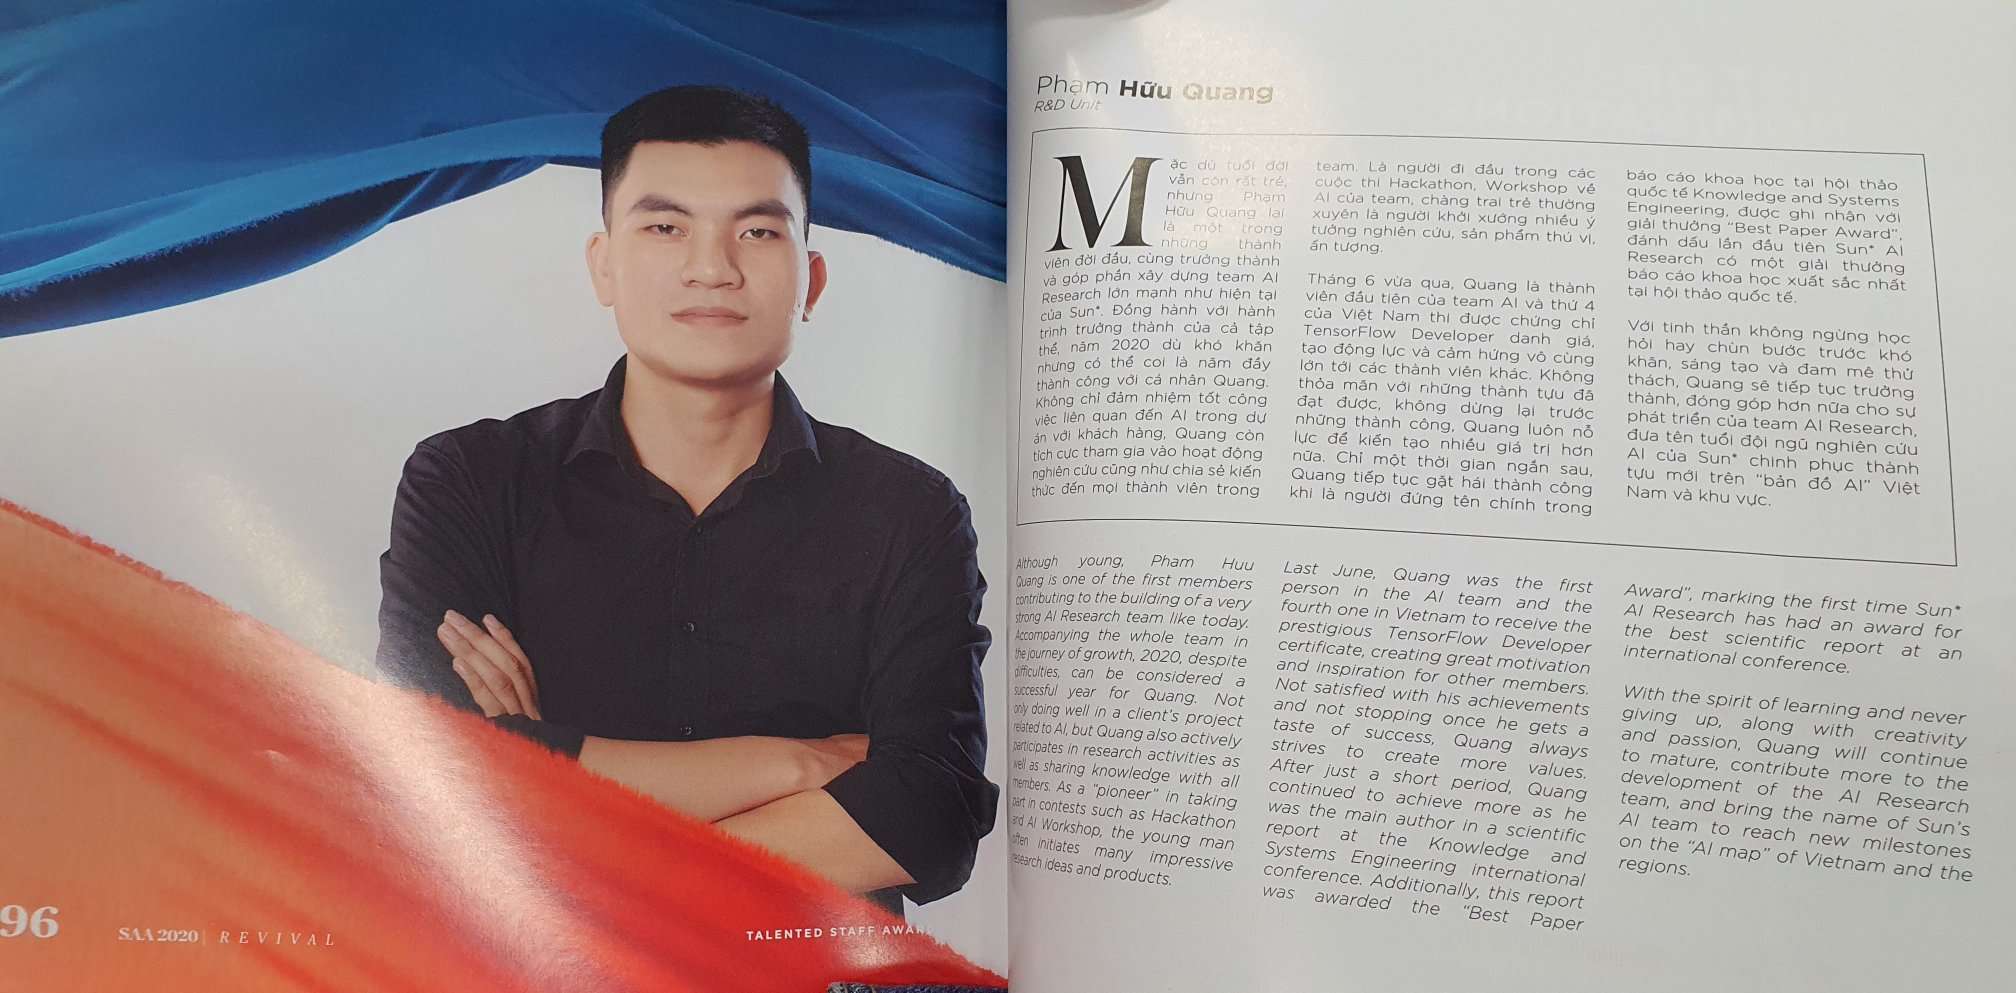 96
SAA 2020 | REVIVAL
TALENTED STAFF AWARD
Phạm Hữu Quang
R&D Unit
Mặc dù tuổi đời
vẫn còn rất trẻ,
nhưng Phạm
Hữu Quang lại
là một trong
những thành
viên đời đầu, cùng trưởng thành
và góp phần xây dựng team AI
Research lớn mạnh như hiện tại
của Sun*. Đồng hành với hành
trình trưởng thành của cả tập
thể, năm 2020 dù khó khăn
nhưng có thể coi là năm đầy
thành công với cá nhân Quang.
Không chỉ đảm nhiệm tốt công
việc liên quan đến AI trong dự
án với khách hàng, Quang còn
tích cực tham gia vào hoạt động
nghiên cứu cũng như chia sẻ kiến
thức đến mọi thành viên trong
team. Là người đi đầu trong các
cuộc thi Hackathon, Workshop về
AI của team, chàng trai trẻ thường
xuyên là người khởi xướng nhiều ý
tưởng nghiên cứu, sản phẩm thú vị,
ấn tượng.
Tháng 6 vừa qua, Quang là thành
viên đầu tiên của team AI và thứ 4
của Việt Nam thi được chứng chỉ
TensorFlow Developer danh giá,
tạo động lực và cảm hứng vô cùng
lớn tới các thành viên khác. Không
thỏa mãn với những thành tựu đã
đạt được, không dừng lại trước
những thành công, Quang luôn nỗ
lực để kiến tạo nhiều giá trị hơn
nữa. Chỉ một thời gian ngắn sau,
Quang tiếp tục gặt hái thành công
khi là người đứng tên chính trong
báo cáo khoa học tại hội thảo
quốc tế Knowledge and Systems
Engineering, được ghi nhận với
giải thưởng “Best Paper Award”,
đánh dấu lần đầu tiên Sun* AI
Research có một giải thưởng
báo cáo khoa học xuất sắc nhất
tại hội thảo quốc tế.
Với tinh thần không ngừng học
hỏi hay chùn bước trước khó
khăn, sáng tạo và đam mê thử
thách, Quang sẽ tiếp tục trưởng
thành, đóng góp hơn nữa cho sự
phát triển của team AI Research,
đưa tên tuổi đội ngũ nghiên cứu
AI của Sun* chinh phục thành
tựu mới trên “bản đồ AI” Việt
Nam và khu vực.
Although young, Pham Huu
Quang is one of the first members
contributing to the building of a very
strong AI Research team like today.
Accompanying the whole team in
the journey of growth, 2020, despite
difficulties, can be considered a
successful year for Quang. Not
only doing well in a client's project
related to AI, but Quang also actively
participates in research activities as
well as sharing knowledge with all
members. As a "pioneer" in taking
part in contests such as Hackathon
and AI Workshop, the young man
often initiates many impressive
research ideas and products.
Last June, Quang was the first
person in the AI team and the
fourth one in Vietnam to receive the
prestigious TensorFlow Developer
certificate, creating great motivation
and inspiration for other members.
Not satisfied with his achievements
and not stopping once he gets a
taste of success, Quang always
strives to create more values.
After just a short period, Quang
continued to achieve more as he
was the main author in a scientific
report at the Knowledge and
Systems Engineering international
conference. Additionally, this report
was awarded the “Best Paper
Award”, marking the first time Sun*
AI Research has had an award for
the best scientific report at an
international conference.
With the spirit of learning and never
giving up, along with creativity
and passion, Quang will continue
to mature, contribute more to the
development of the AI Research
team, and bring the name of Sun's
AI team to reach new milestones
on the “AI map” of Vietnam and the
regions.